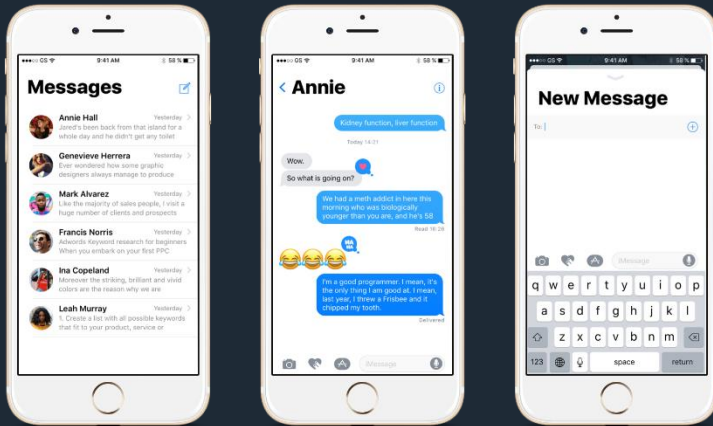 GS 9:41 AM 58 %
Messages
Annie Hall Yesterday
Jared's been back from that island for a
whole day and he didn't get any toilet
Genevieve Herrera Yesterday
Ever wondered how some graphic
designers always manage to produce
Mark Alvarez Yesterday
Like the majority of sales people, I visit a
huge number of clients and prospects
Francis Norris Yesterday
Adwords Keyword research for beginners
When you embark on your first PPC
Ina Copeland Yesterday
Moreover the striking, brilliant and vivid
colors are the reason why we are
Leah Murray Yesterday
1. Create a list with all possible keywords
that fit to your product, service or
GS 9:41 AM 58 %
Annie
Kidney function, liver function
Today 14:21
Wow.
So what is going on?
We had a meth addict in here this
morning who was biologically
younger than you are, and he's 58
Read 16:28
HA
HA
I'm a good programmer. I mean, it's
the only thing I am good at. I mean,
last year, I threw a Frisbee and it
chipped my tooth.
Delivered
iMessage
GS 9:41 AM 58 %
New Message
To:
iMessage
q w e r t y u i o p
a s d f g h j k l
z x c v b n m
123 space return